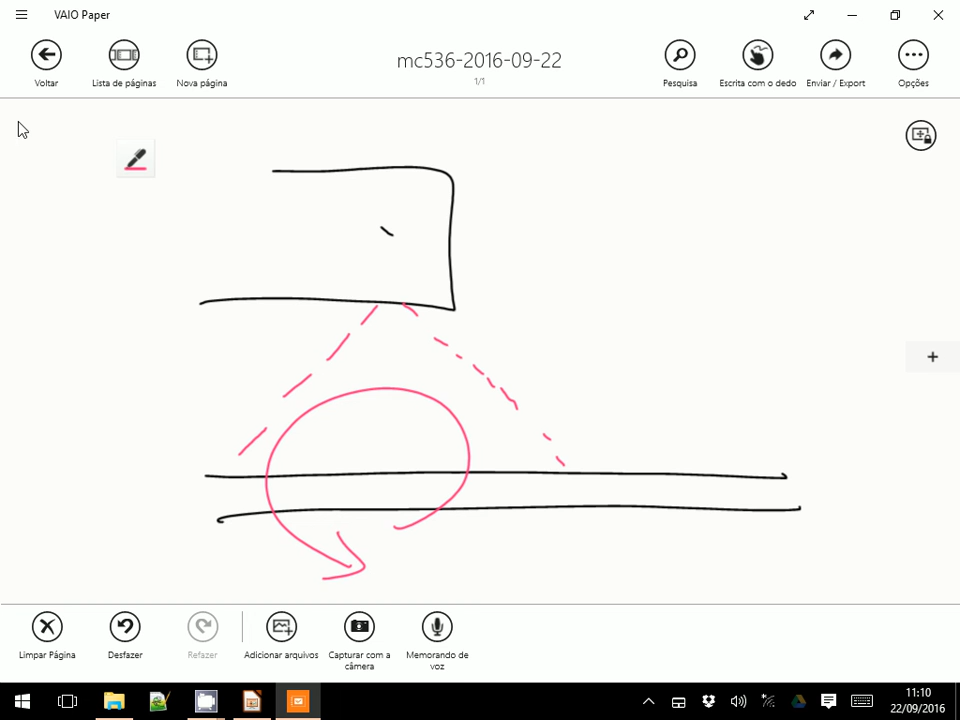 VAIO Paper
mc536-2016-09-22
1/1
Voltar
Lista de páginas
Nova página
Pesquisa
Escrita com o dedo
Enviar / Export
Opções
Limpar Página
Desfazer
Refazer
Adicionar arquivos
Capturar com a
câmera
Memorando de
voz
11:10
22/09/2016